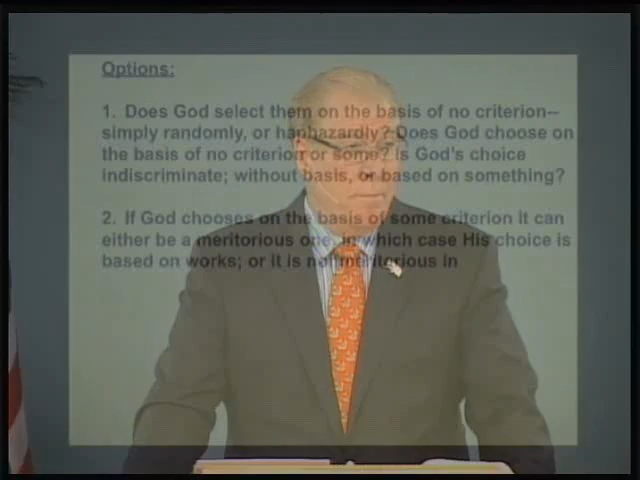 Options:
1. Does God select them on the basis of no criterion--
simply randomly, or haphazardly? Does God choose on
the basis of no criterion or some? Is God's choice
indiscriminate; without basis, or based on something?
2. If God chooses on the basis of some criterion It can
either be a meritorious one, in which case His choice is
based on works; or it is not meritorious in